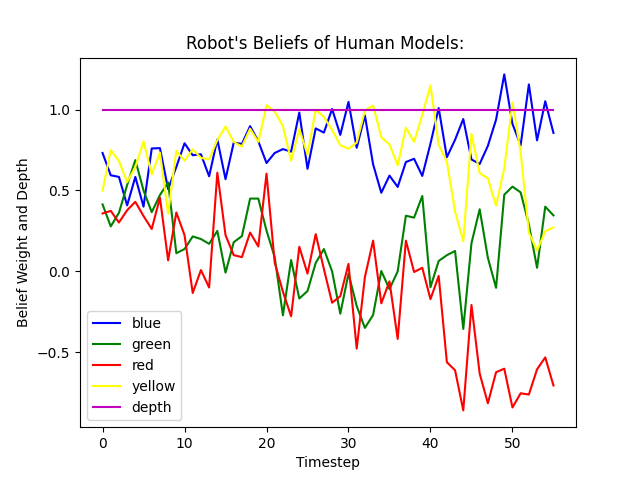 Robot's Beliefs of Human Models:
Belief Weight and Depth
1.0
0.5
0.0
−0.5
blue
green
red
yellow
depth
0 10 20 30 40 50
Timestep